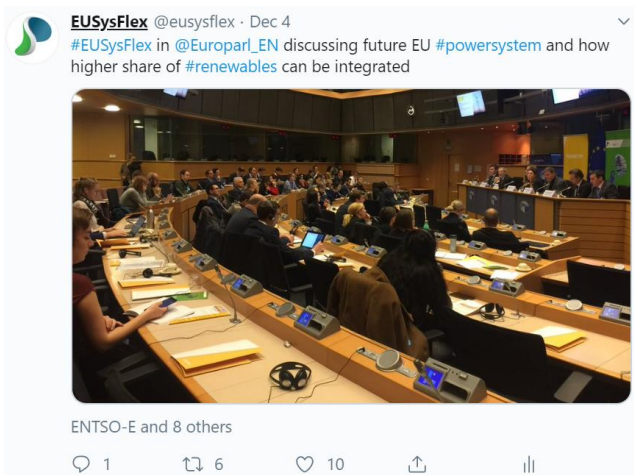 EUSysFlex @eusysflex · Dec 4
#EUSysFlex in @Europarl_EN discussing future EU #powersystem and how
higher share of #renewables can be integrated
ENTSO-E and 8 others
1 6 10